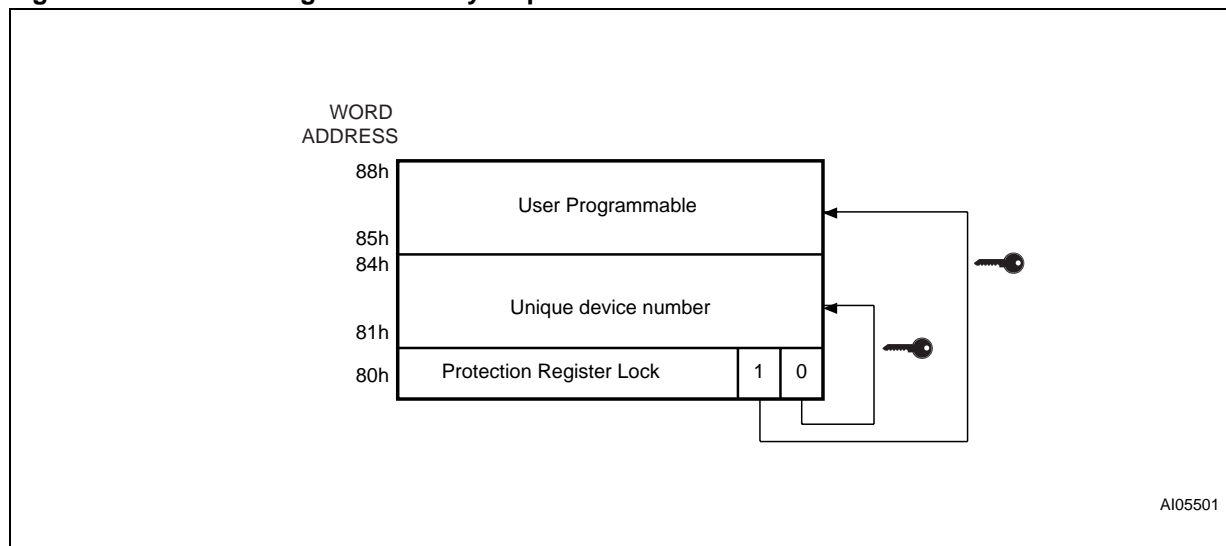 WORD
ADDRESS
88h
User Programmable
85h
84h
Unique device number
81h
80h
Protection Register Lock
1
0
AI05501